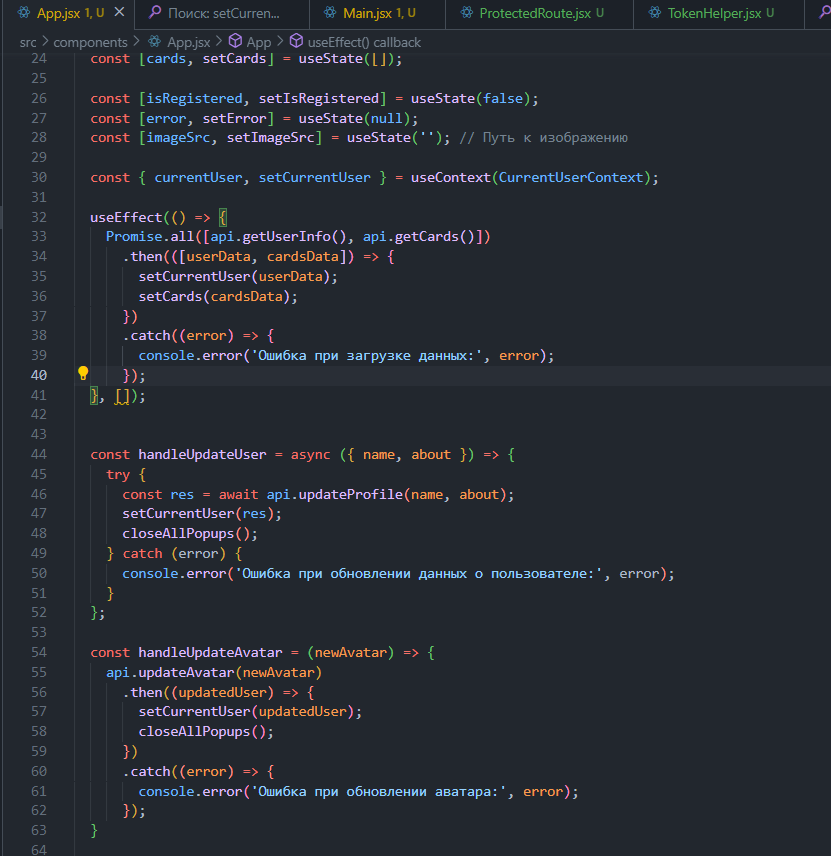 App.jsx 1, U Поиск: setCurren... Main.jsx 1, U ProtectedRoute.jsx U TokenHelper.jsx U
src > components > App.jsx > App > useEffect() callback
24 const [cards, setCards] = useState([]);
25
26 const [isRegistered, setIsRegistered] = useState(false);
27 const [error, setError] = useState(null);
28 const [imageSrc, setImageSrc] = useState(''); // Путь к изображению
29
30 const { currentUser, setCurrentUser } = useContext(CurrentUserContext);
31
32 useEffect(() => {
33 Promise.all([api.getUserInfo(), api.getCards()])
34 .then(([userData, cardsData]) => {
35 setCurrentUser(userData);
36 setCards(cardsData);
37 })
38 .catch((error) => {
39 console.error('Ошибка при загрузке данных:', error);
40 });
41 }, []);
42
43
44 const handleUpdateUser = async ({ name, about }) => {
45 try {
46 const res = await api.updateProfile(name, about);
47 setCurrentUser(res);
48 closeAllPopups();
49 } catch (error) {
50 console.error('Ошибка при обновлении данных о пользователе:', error);
51 }
52 };
53
54 const handleUpdateAvatar = (newAvatar) => {
55 api.updateAvatar(newAvatar)
56 .then((updatedUser) => {
57 setCurrentUser(updatedUser);
58 closeAllPopups();
59 })
60 .catch((error) => {
61 console.error('Ошибка при обновлении аватара:', error);
62 });
63 }
64